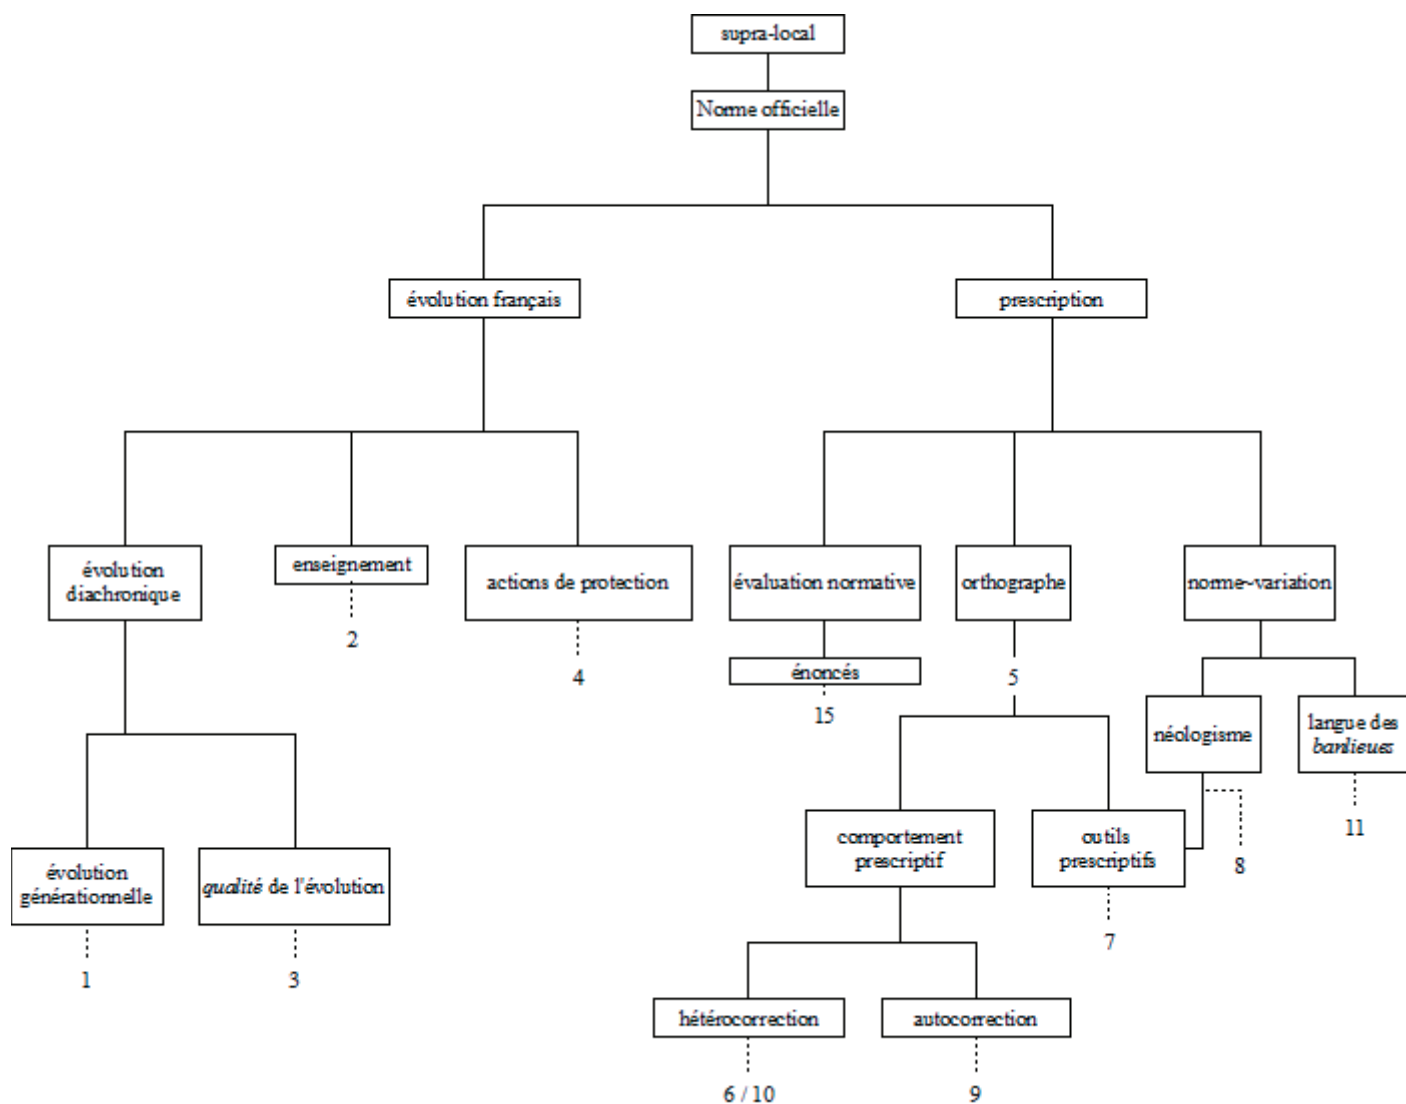 supra-local
Norme officielle
évolution français
prescription
évolution
diachronique
enseignement
actions de protection
évaluation normative
orthographe
norme~variation
2
4
énoncés
15
5
néologisme
langue des
banlieues
comportement
prescriptif
outils
prescriptifs
8
11
évolution
générationnelle
qualité de l'évolution
7
1
3
hétérocorrection
autocorrection
6 / 10
9